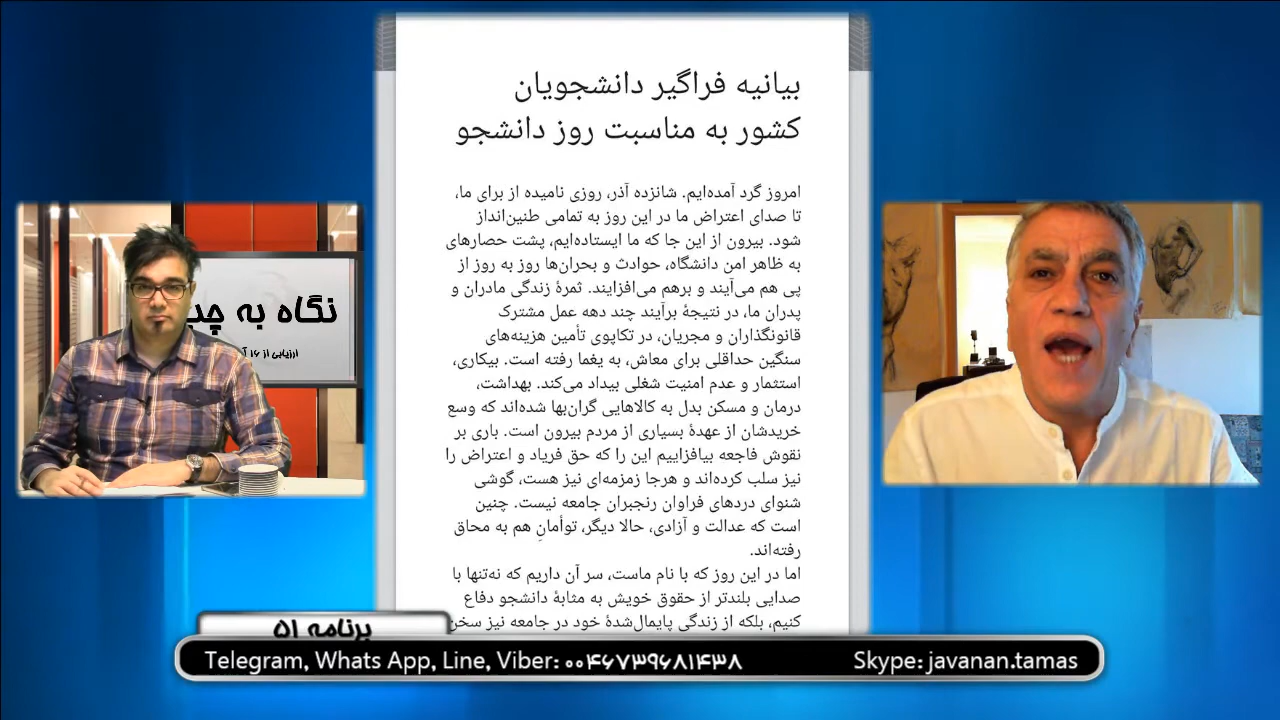 بیانیه فراگیر دانشجویان
کشور به مناسبت روز دانشجو
امروز گرد آمده‌ایم. شانزده آذر، روزی نامیده از برای ما،
تا صدای اعتراض ما در این روز به تمامی طنین‌انداز
شود. بیرون از این جا که ما ایستاده‌ایم، پشت حصارهای
به ظاهر امن دانشگاه، حوادث و بحران‌ها روز به روز از
پی هم می‌آیند و برهم می‌افزایند. ثمرهٔ زندگی مادران و
پدران ما، در نتیجهٔ برآیند چند دهه عمل مشترک
قانونگذاران و مجریان، در تکاپوی تأمین هزینه‌های
سنگین حداقلی برای معاش، به یغما رفته است. بیکاری،
استثمار و عدم امنیت شغلی بیداد می‌کند. بهداشت،
درمان و مسکن بدل به کالاهایی گران‌بها شده‌اند که وسع
خریدشان از عهدهٔ بسیاری از مردم بیرون است. باری بر
نقوش فاجعه بیافزاییم این را که حق فریاد و اعتراض را
نیز سلب کرده‌اند و هرجا زمزمه‌ای نیز هست، گوشی
شنوای دردهای فراوان رنجبران جامعه نیست. چنین
است که عدالت و آزادی، حالا دیگر، توأمانِ هم به محاق
رفته‌اند.
اما در این روز که با نام ماست، سر آن داریم که نه‌تنها با
صدایی بلندتر از حقوق خویش به مثابهٔ دانشجو دفاع
کنیم، بلکه از زندگی پایمال‌شدهٔ خود در جامعه نیز سخن
نگاه به چپ
ارزیابی از ۱۶ آ
برنامه ۵۱
Telegram, Whats App, Line, Viber: ۰۰۴۶۷۳۹۶۸۱۴۳۸
Skype: javanan.tamas